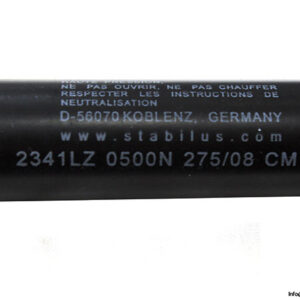 HAUTE PRESSION.
NE PAS OUVRIR, NE PAS CHAUFFER
RESPECTER LES INSTRUCTIONS DE
NEUTRALISATION
D-56070 KOBLENZ, GERMANY
www.stabilus.com
2341LZ 0500N 275/08 CM